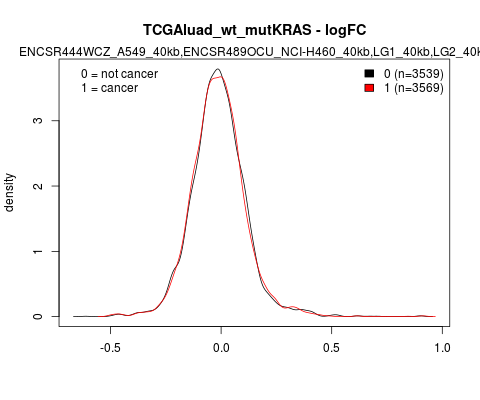 TCGAluad_wt_mutKRAS - logFC
ENCSR444WCZ_A549_40kb,ENCSR489OCU_NCI-H460_40kb,LG1_40kb,LG2_40k
0 = not cancer
1 = cancer
0 (n=3539)
1 (n=3569)
density
3
2
1
0
-0.5 0.0 0.5 1.0